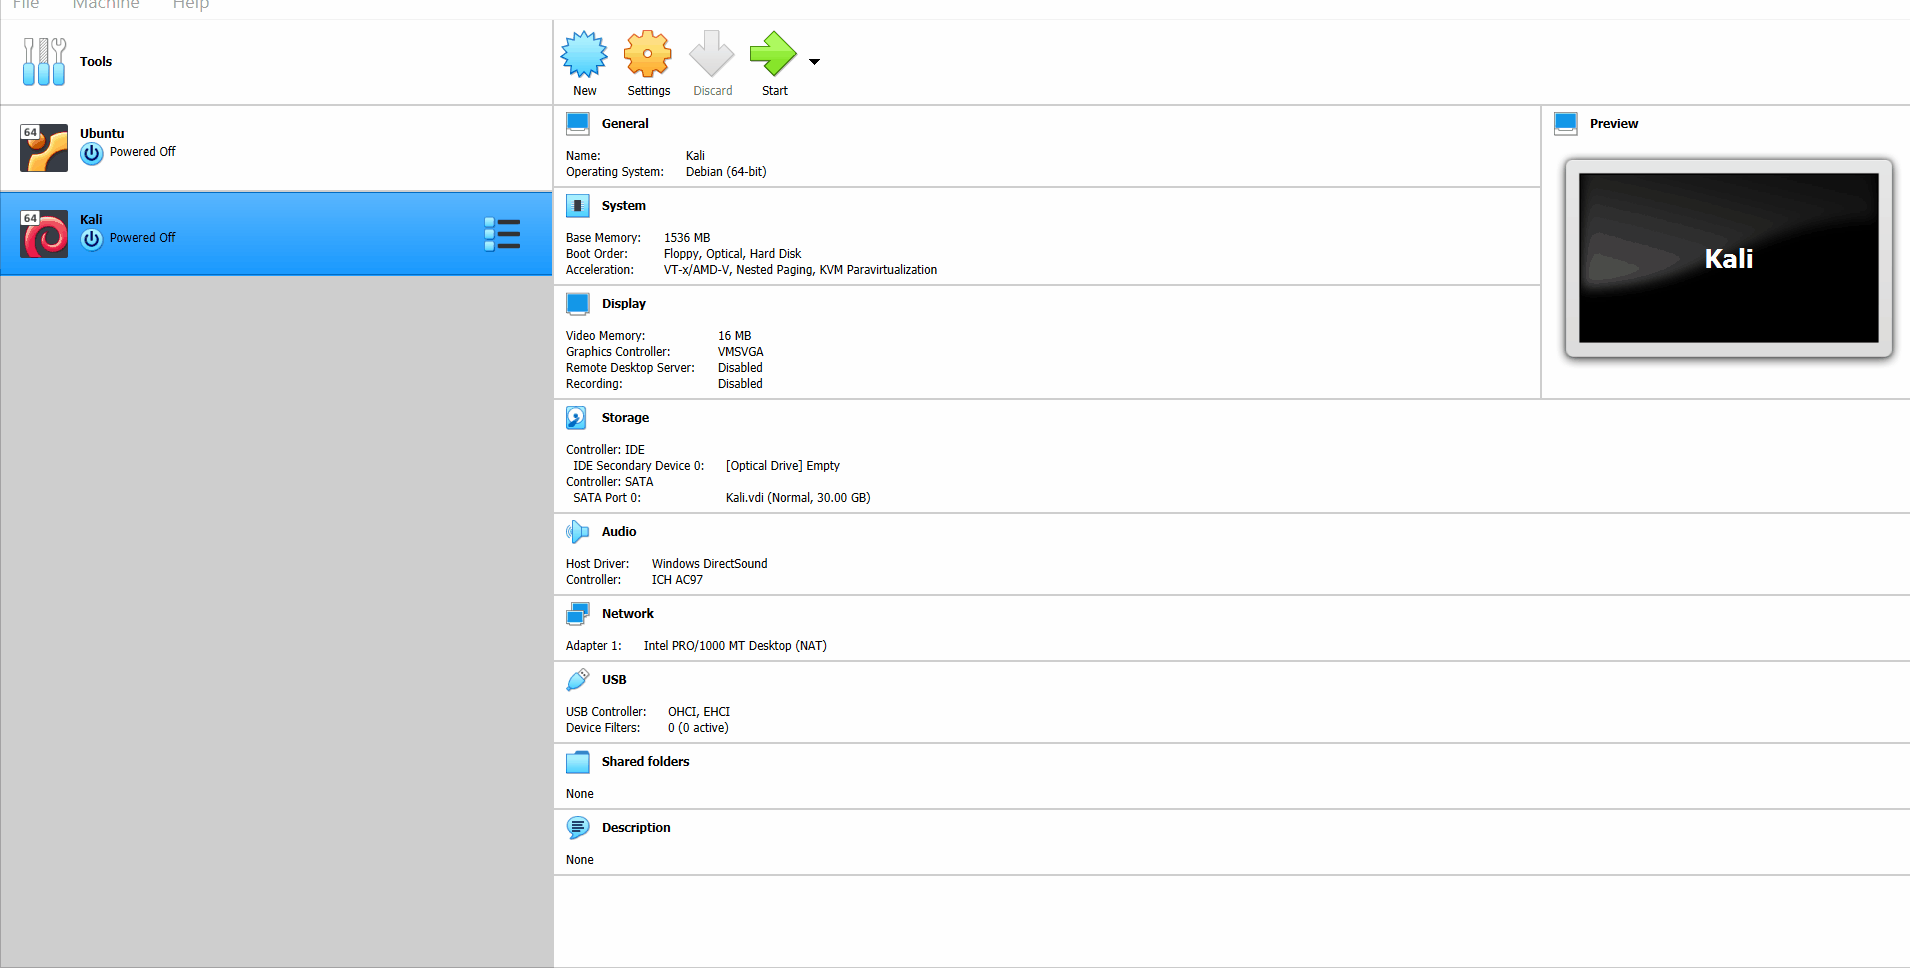 File Machine Help
Tools
New Settings Discard Start
64
Ubuntu
Powered Off
64
Kali
Powered Off
General
Name: Kali
Operating System: Debian (64-bit)
System
Base Memory: 1536 MB
Boot Order: Floppy, Optical, Hard Disk
Acceleration: VT-x/AMD-V, Nested Paging, KVM Paravirtualization
Display
Video Memory: 16 MB
Graphics Controller: VMSVGA
Remote Desktop Server: Disabled
Recording: Disabled
Preview
Kali
Storage
Controller: IDE
IDE Secondary Device 0: [Optical Drive] Empty
Controller: SATA
SATA Port 0: Kali.vdi (Normal, 30.00 GB)
Audio
Host Driver: Windows DirectSound
Controller: ICH AC97
Network
Adapter 1: Intel PRO/1000 MT Desktop (NAT)
USB
USB Controller: OHCI, EHCI
Device Filters: 0 (0 active)
Shared folders
None
Description
None